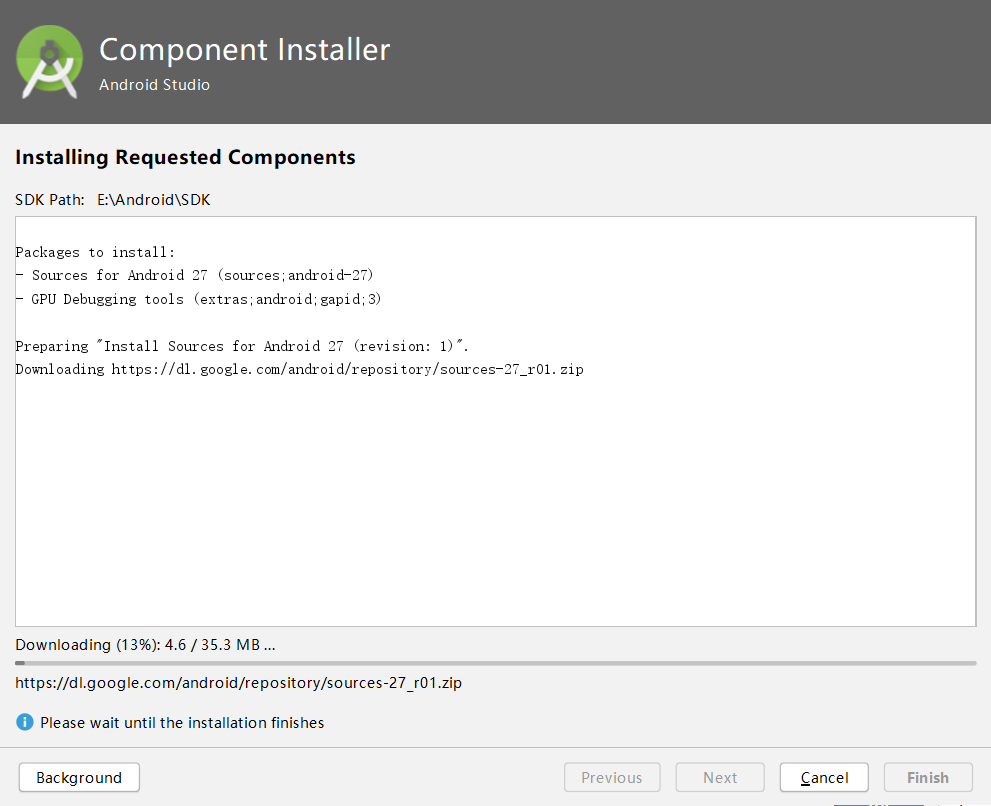 Component Installer
Android Studio
Installing Requested Components
SDK Path: E:\Android\SDK
Packages to install:
- Sources for Android 27 (sources;android-27)
- GPU Debugging tools (extras;android;gapid;3)
Preparing "Install Sources for Android 27 (revision: 1)".
Downloading https://dl.google.com/android/repository/sources-27_r01.zip
Downloading (13%): 4.6 / 35.3 MB ...
https://dl.google.com/android/repository/sources-27_r01.zip
Please wait until the installation finishes
Background Previous Next Cancel Finish